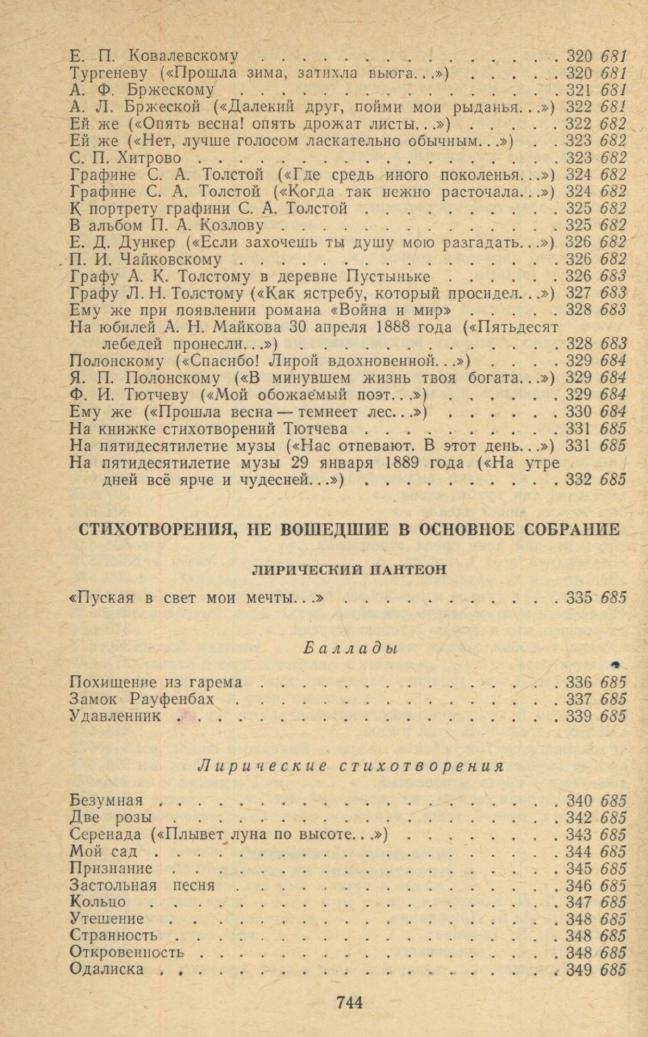 Е. П. Ковалевскому . . . . . . . . . . . . . . . 320 681
Тургеневу («Прошла зима, затихла вьюга...») . . . . . 320 681
А. Ф. Бржескому . . . . . . . . . . . . . . . . 321 681
А. Л. Бржеской («Далекий друг, пойми мои рыданья...») 322 681
Ей же («Опять весна! опять дрожат листы...») . . . . . 322 682
Ей же («Нет, лучше голосом ласкательно обычным...») . . 323 682
С. П. Хитрово . . . . . . . . . . . . . . . . . 323 682
Графине С. А. Толстой («Где средь иного поколенья...») 324 682
Графине С. А. Толстой («Когда так нежно расточала...») 324 682
К портрету графини С. А. Толстой . . . . . . . . . 325 682
В альбом П. А. Козлову . . . . . . . . . . . . . 325 682
Е. Д. Дункер («Если захочешь ты душу мою разгадать...») 326 682
П. И. Чайковскому . . . . . . . . . . . . . . . 326 682
Графу А. К. Толстому в деревне Пустыньке . . . . . . 326 683
Графу Л. Н. Толстому («Как ястребу, который просидел...») 327 683
Ему же при появлении романа «Война и мир» . . . . . 328 683
На юбилей А. Н. Майкова 30 апреля 1888 года («Пятьдесят
лебедей пронесли...») . . . . . . . . . . . . . 328 683
Полонскому («Спасибо! Лирой вдохновенной...») . . . . 329 684
Я. П. Полонскому («В минувшем жизнь твоя богата...») 329 684
Ф. И. Тютчеву («Мой обожаемый поэт...») . . . . . . 329 684
Ему же («Прошла весна — темнеет лес...») . . . . . . 330 684
На книжке стихотворений Тютчева . . . . . . . . . 331 685
На пятидесятилетие музы («Нас отпевают. В этот день...») 331 685
На пятидесятилетие музы 29 января 1889 года («На утре
дней всё ярче и чудесней...») . . . . . . . . . . 332 685
СТИХОТВОРЕНИЯ, НЕ ВОШЕДШИЕ В ОСНОВНОЕ СОБРАНИЕ
ЛИРИЧЕСКИЙ ПАНТЕОН
«Пуская в свет мои мечты...» . . . . . . . . . . . 335 685
Баллады
Похищение из гарема . . . . . . . . . . . . . . 336 685
Замок Рауфенбах . . . . . . . . . . . . . . . . 337 685
Удавленник . . . . . . . . . . . . . . . . . . 339 685
Лирические стихотворения
Безумная . . . . . . . . . . . . . . . . . . . 340 685
Две розы . . . . . . . . . . . . . . . . . . . 342 685
Серенада («Плывет луна по высоте...») . . . . . . . 343 685
Мой сад . . . . . . . . . . . . . . . . . . . 344 685
Признание . . . . . . . . . . . . . . . . . . 345 685
Застольная песня . . . . . . . . . . . . . . . 346 685
Кольцо . . . . . . . . . . . . . . . . . . . 347 685
Утешение . . . . . . . . . . . . . . . . . . 348 685
Странность . . . . . . . . . . . . . . . . . . 348 685
Откровенность . . . . . . . . . . . . . . . . . 348 685
Одалиска . . . . . . . . . . . . . . . . . . . 349 685
744